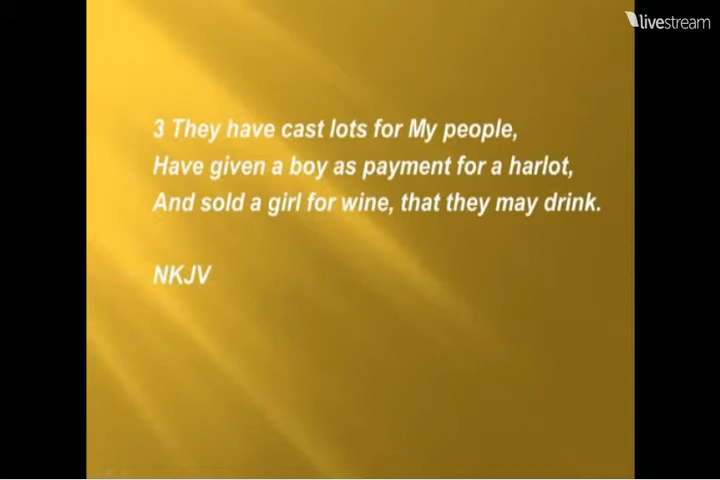 livestream
3 They have cast lots for My people,
Have given a boy as payment for a harlot,
And sold a girl for wine, that they may drink.
NKJV